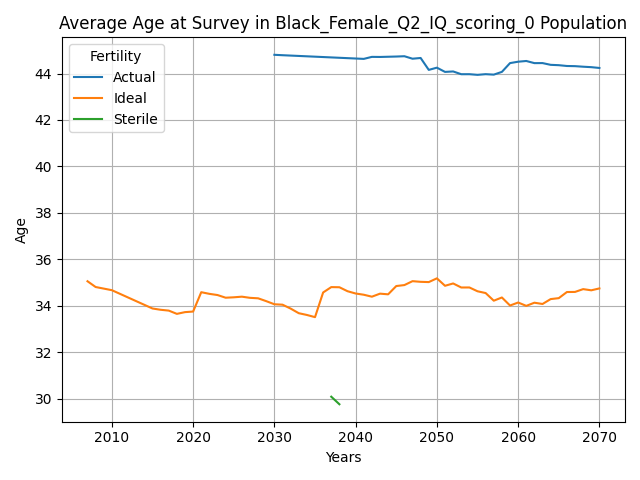 Average Age at Survey in Black_Female_Q2_IQ_scoring_0 Population
Fertility
Actual
Ideal
Sterile
Age
44
42
40
38
36
34
32
30
2010 2020 2030 2040 2050 2060 2070
Years